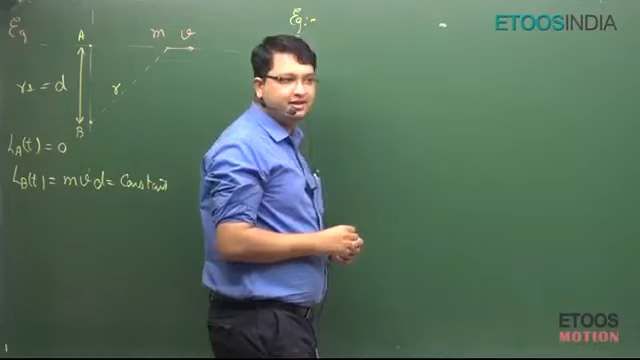 Eg
A
m v
r⊥ = d
r
B
L_A(t) = 0
L_B(t) = mvd = Constant
Eg:-
ETOOSINDIA
ETOOS
MOTION